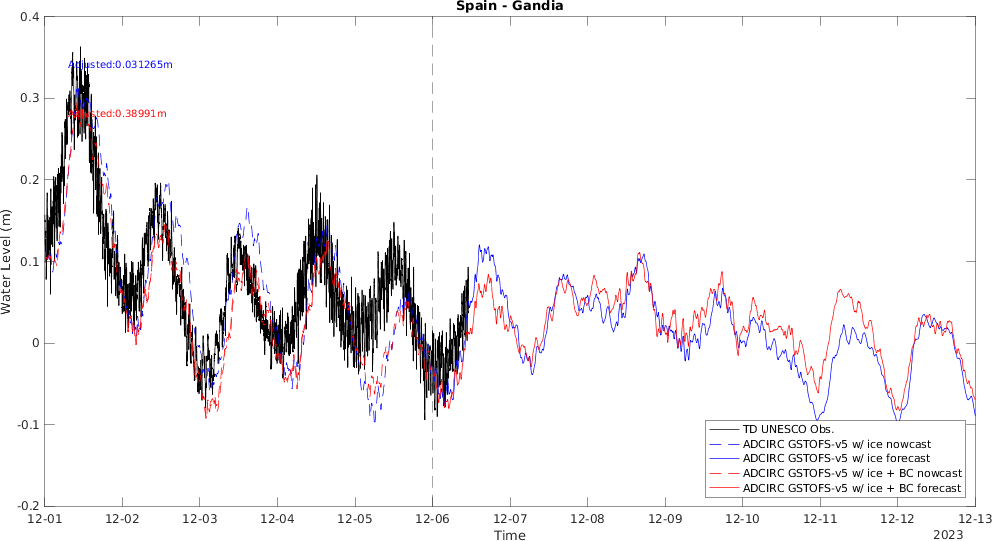 Spain - Gandia
0.4
0.3
0.2
0.1
0
-0.1
-0.2
Water Level (m)
Adjusted:0.031265m
Adjusted:0.38991m
TD UNESCO Obs.
ADCIRC GSTOFS-v5 w/ ice nowcast
ADCIRC GSTOFS-v5 w/ ice forecast
ADCIRC GSTOFS-v5 w/ ice + BC nowcast
ADCIRC GSTOFS-v5 w/ ice + BC forecast
12-01 12-02 12-03 12-04 12-05 12-06 12-07 12-08 12-09 12-10 12-11 12-12 12-13
Time
2023